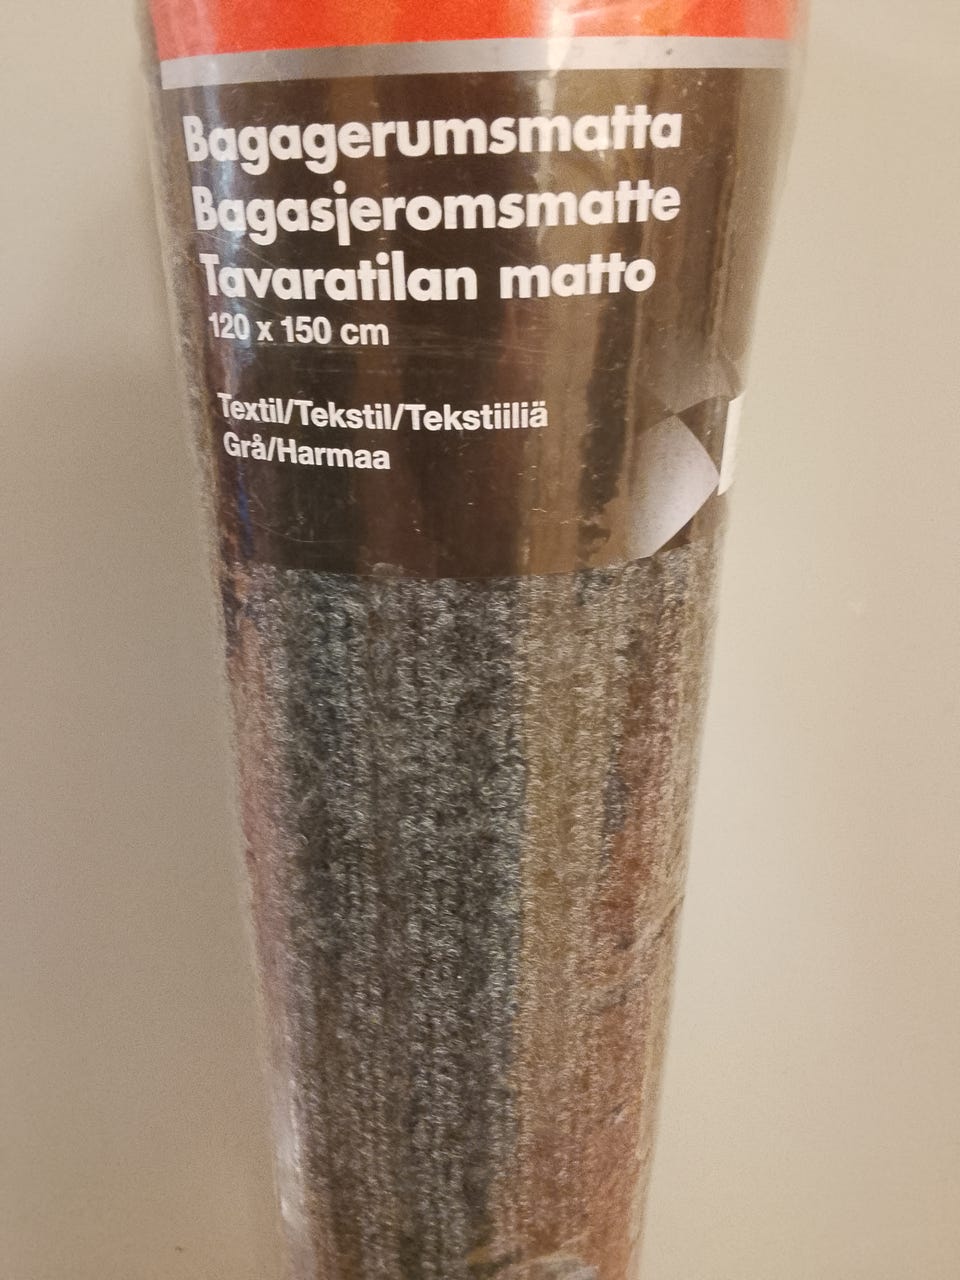 Bagagerumsmatta
Bagasjeromsmatte
Tavaratilan matto
120 x 150 cm
Textil/Tekstil/Tekstiiliä
Grå/Harmaa